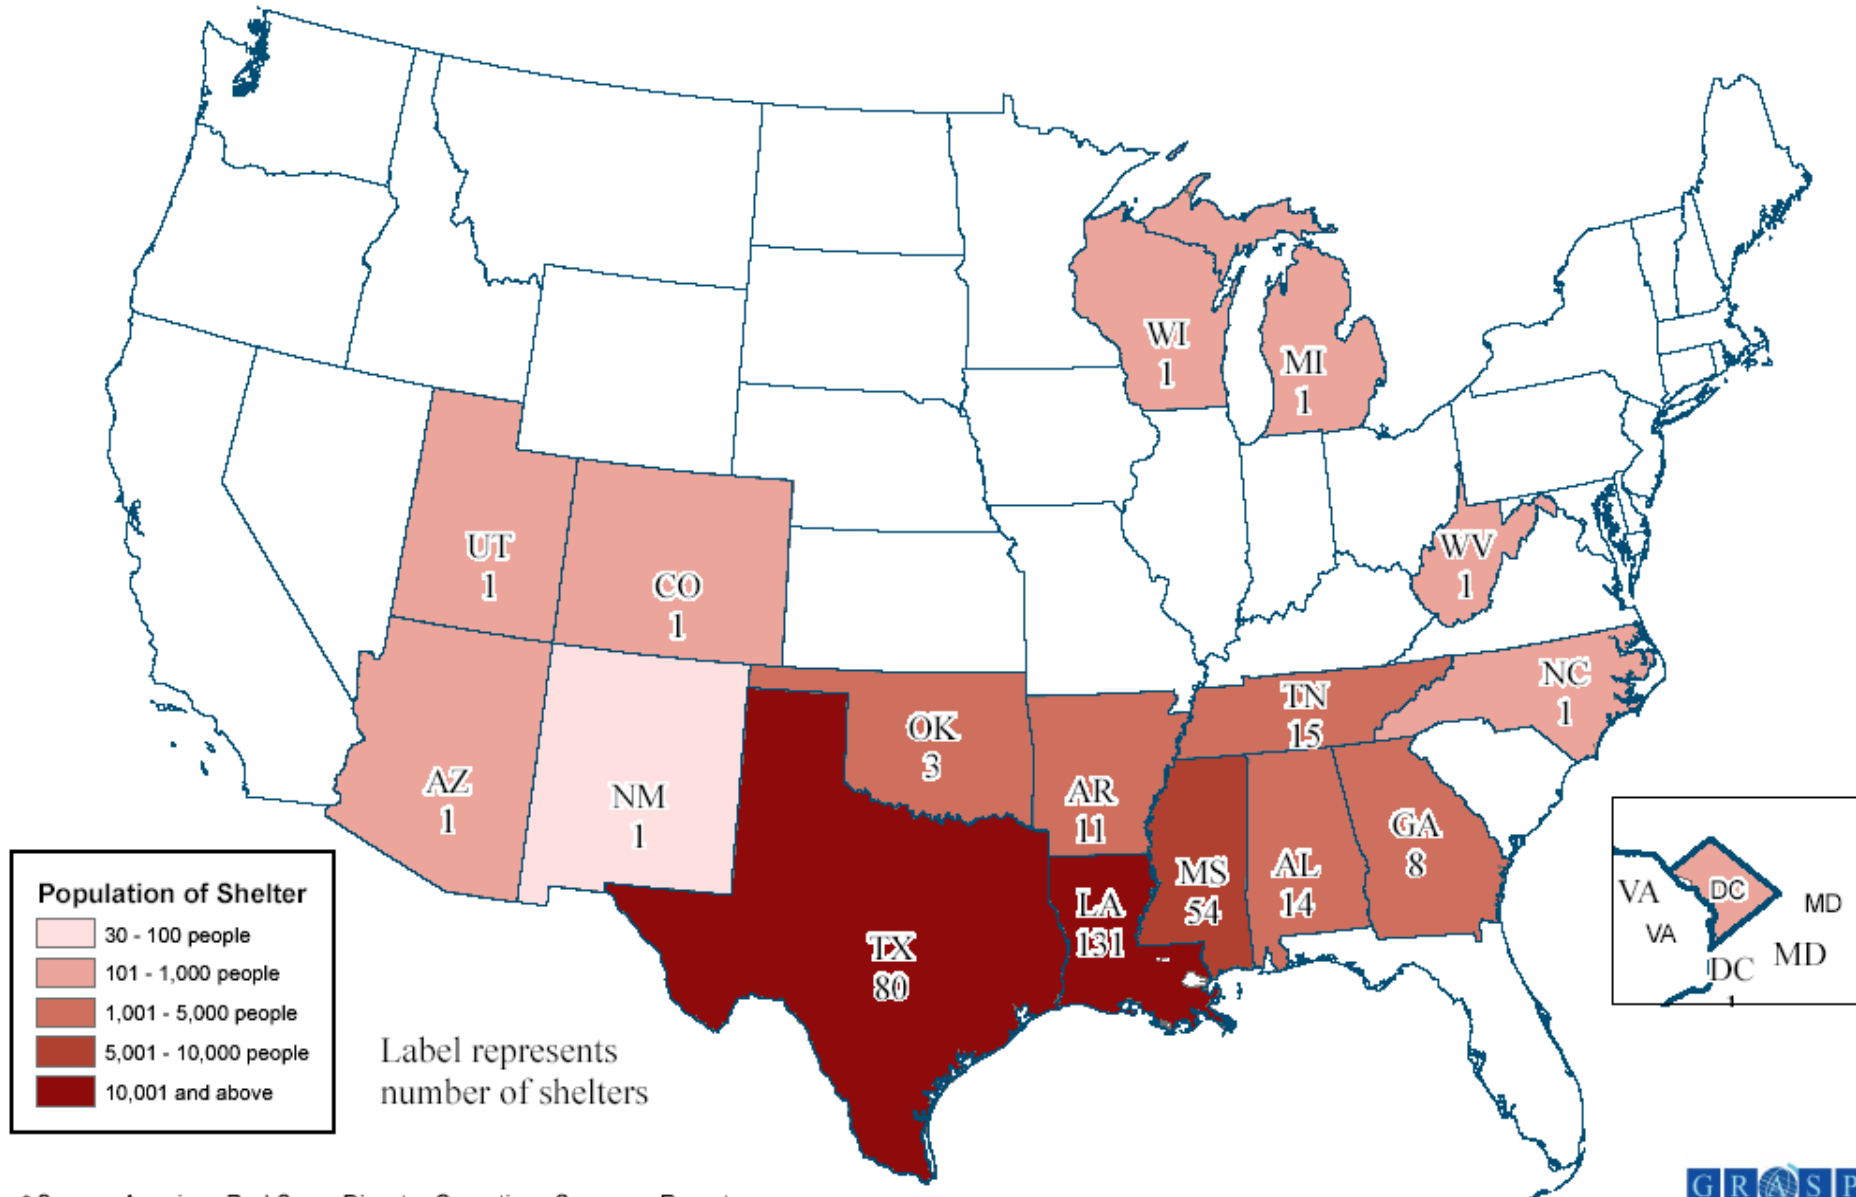 WI
1
MI
1
UT
1
CO
1
WV
1
NC
1
TN
15
OK
3
AR
11
AZ
1
NM
1
GA
8
MS
54
AL
14
LA
131
TX
80
VA
DC
MD
VA
MD
DC
1
Population of Shelter
30 - 100 people
101 - 1,000 people
1,001 - 5,000 people
5,001 - 10,000 people
10,001 and above
Label represents
number of shelters
GRASP